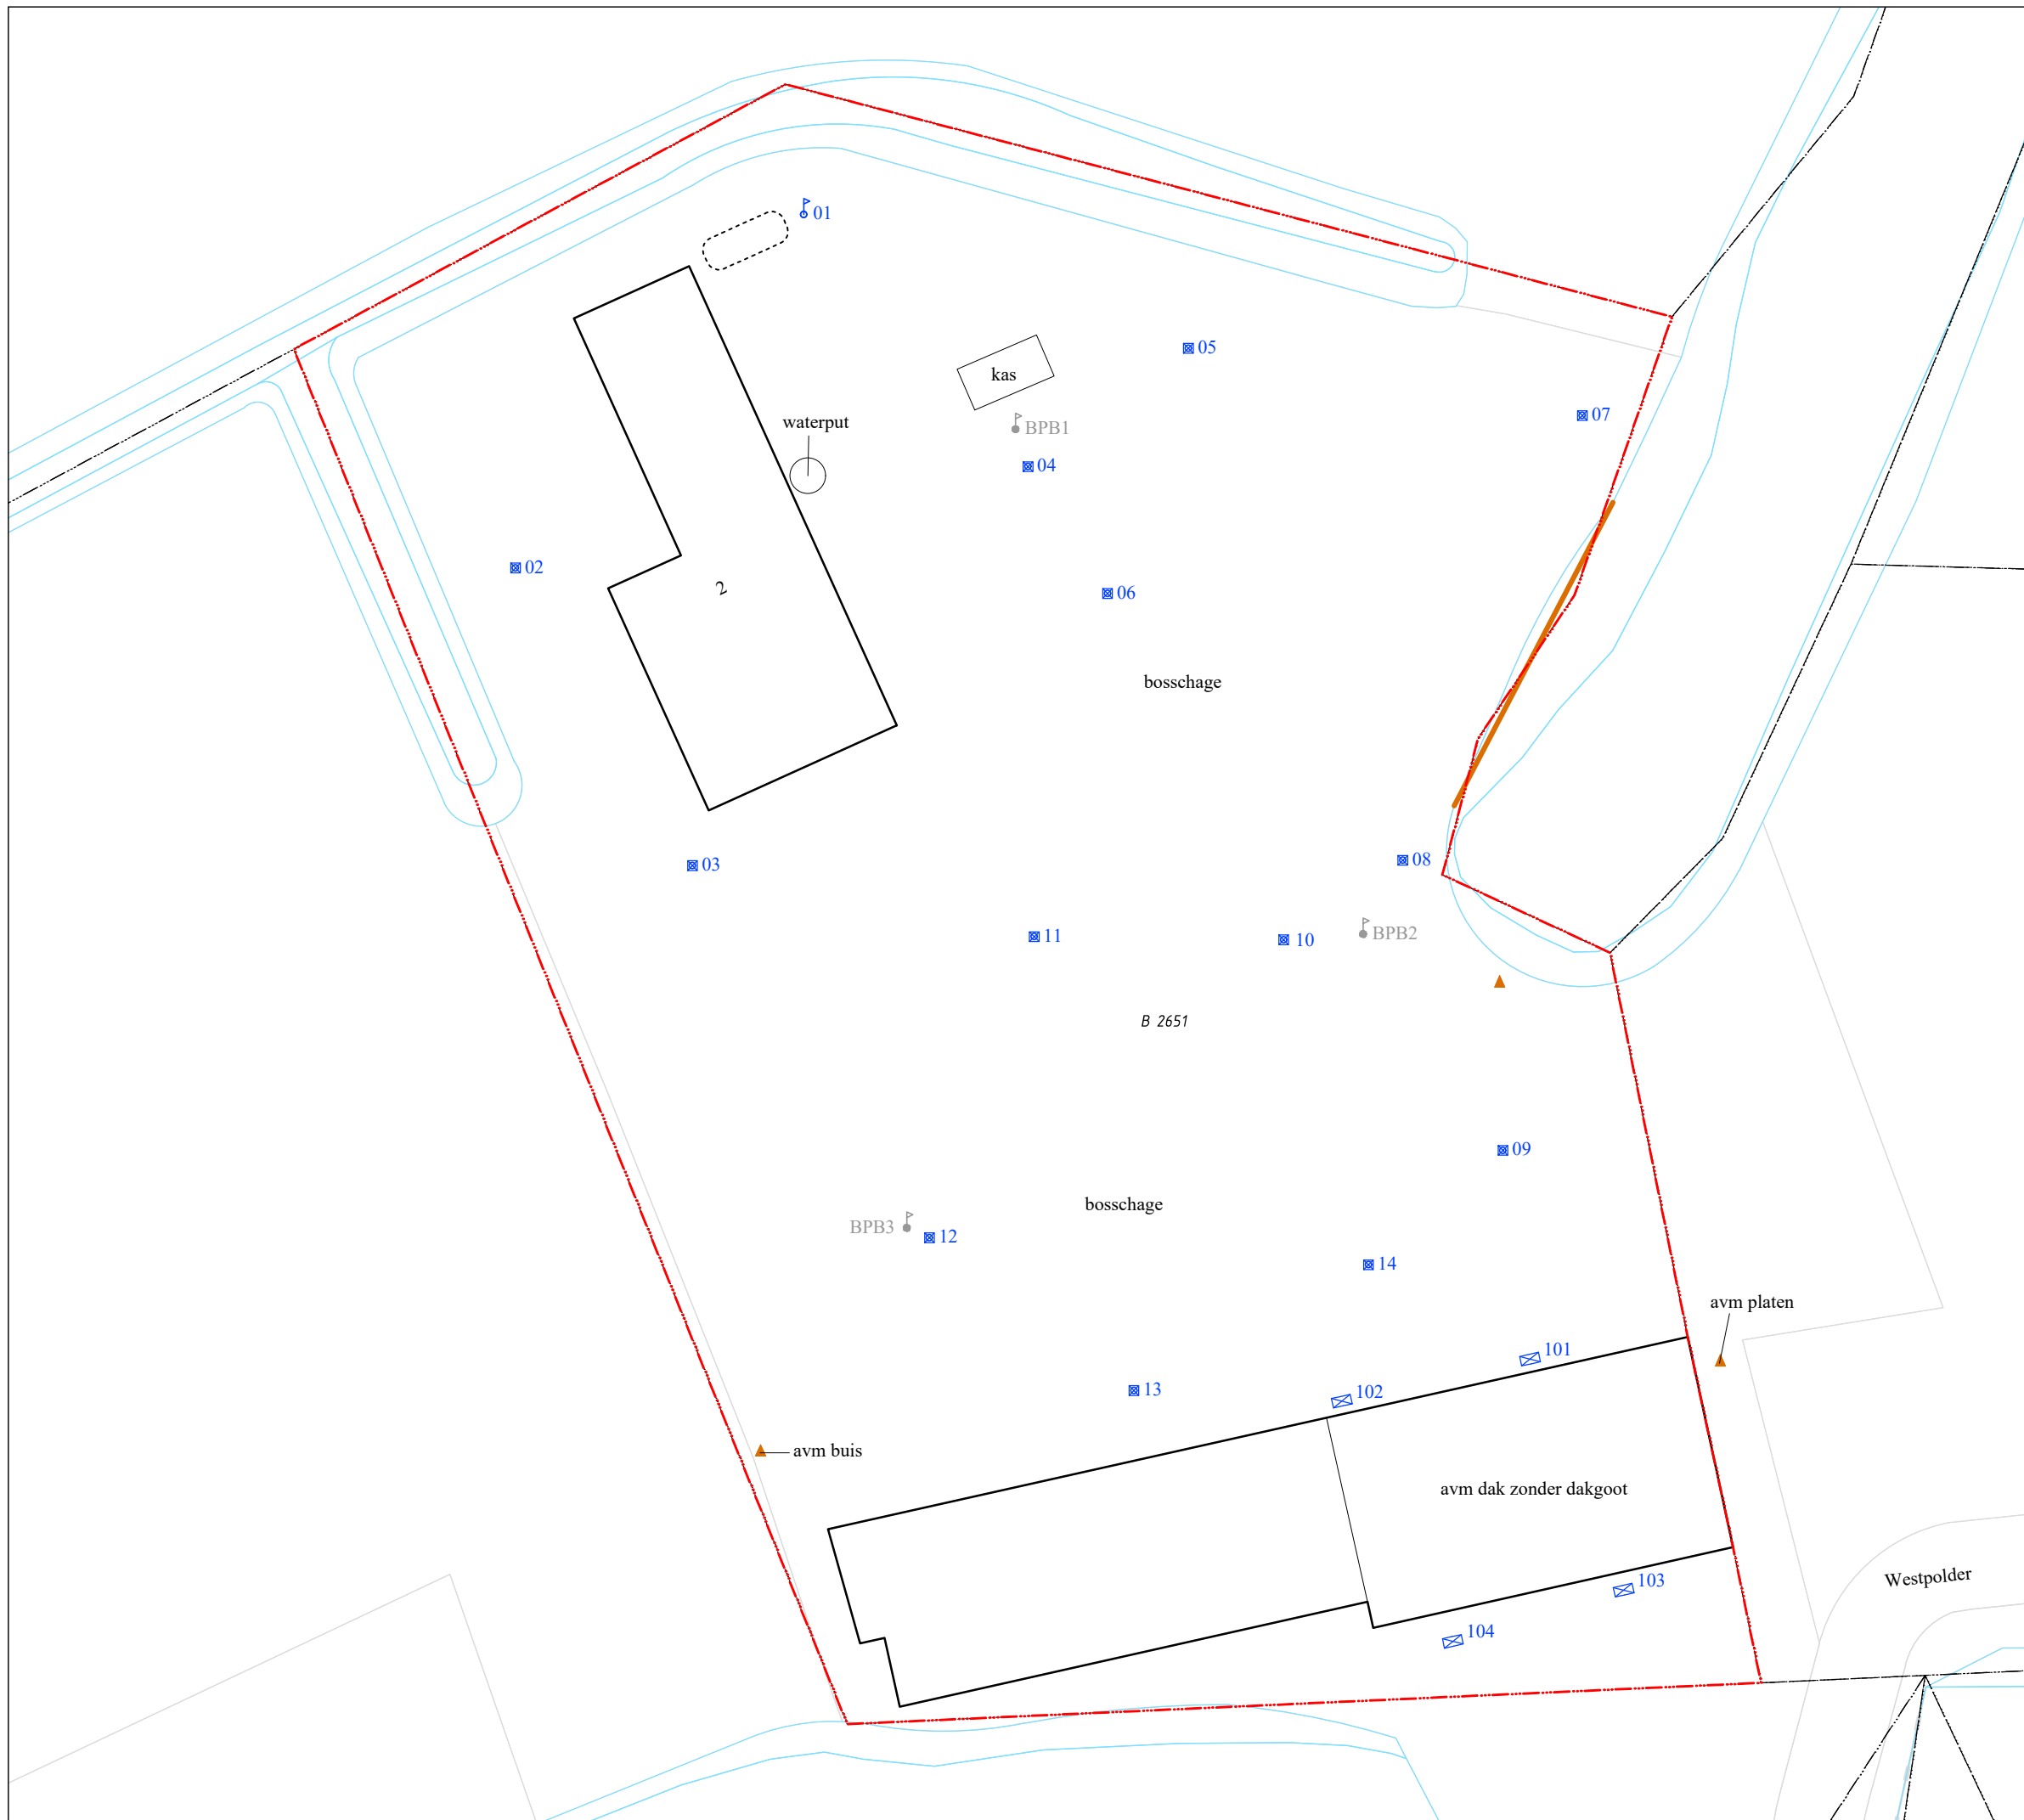 01
05
kas
07
waterput
BPB1
04
02
2
06
bosschage
03
08
11
10
BPB2
B 2651
09
bosschage
BPB3
12
14
avm platen
101
102
13
avm buis
avm dak zonder dakgoot
Westpolder
103
104